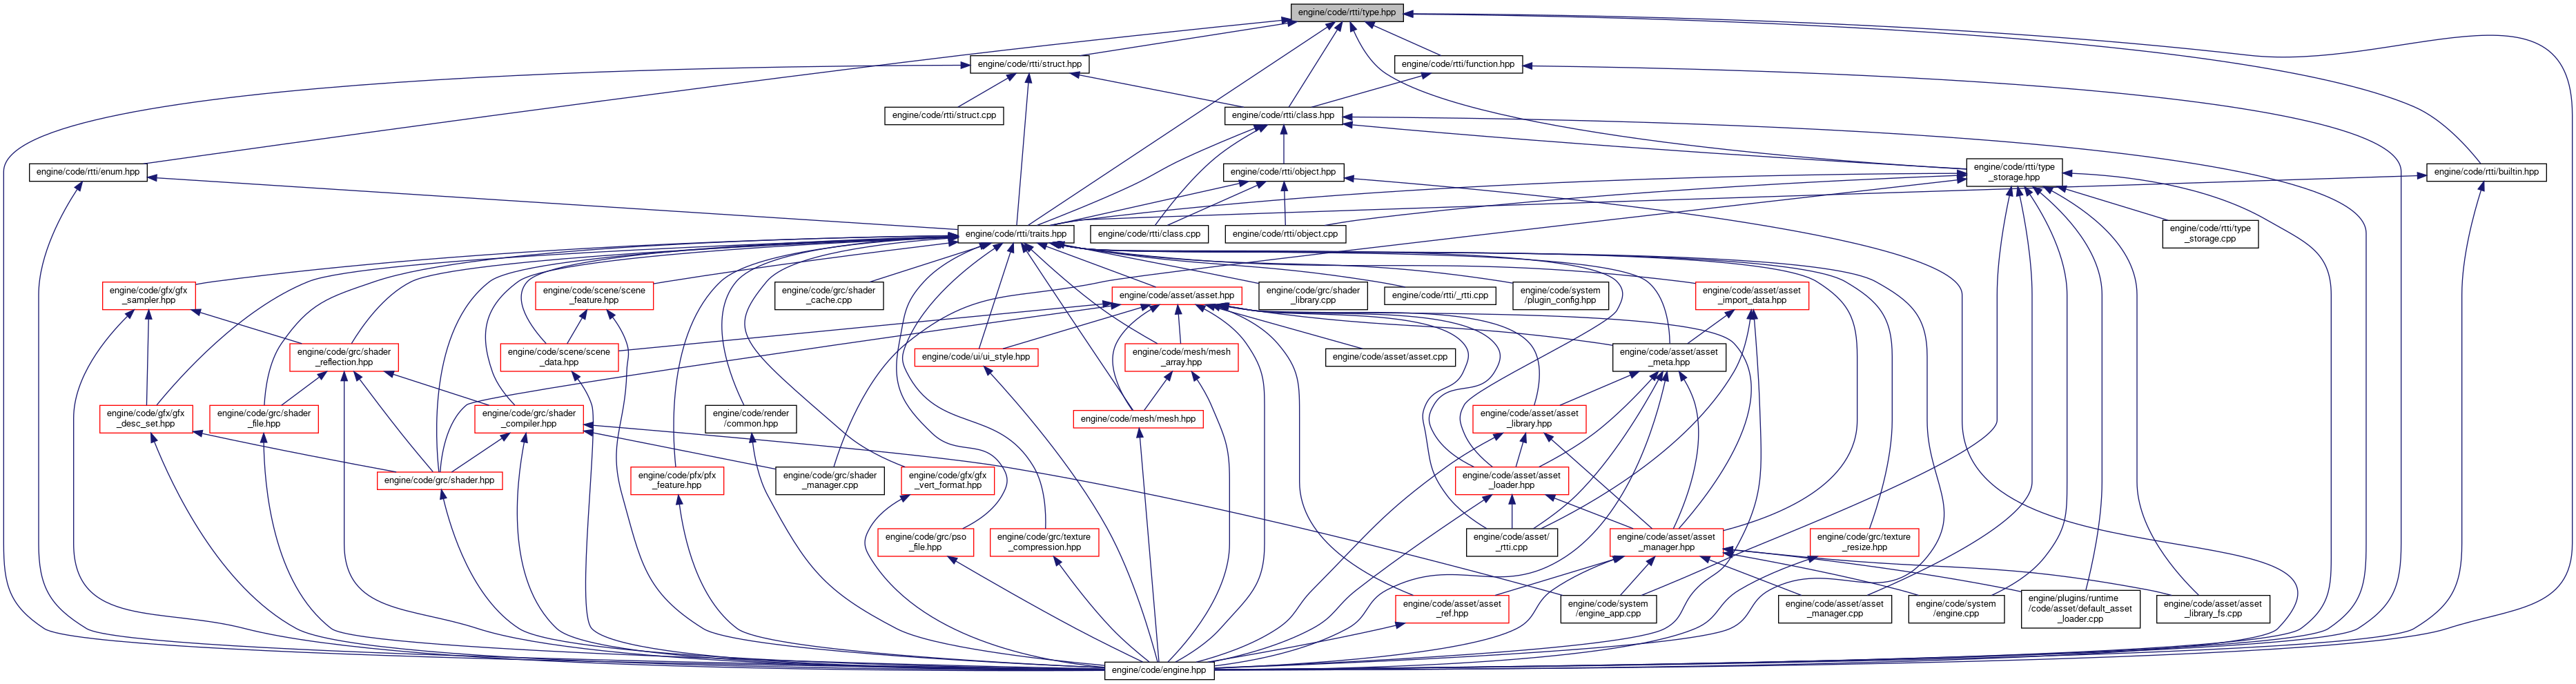 engine/code/rtti/type.hpp
engine/code/rtti/struct.hpp
engine/code/rtti/function.hpp
engine/code/rtti/struct.cpp
engine/code/rtti/class.hpp
engine/code/rtti/enum.hpp
engine/code/rtti/object.hpp
engine/code/rtti/type
_storage.hpp
engine/code/rtti/builtin.hpp
engine/code/rtti/traits.hpp
engine/code/rtti/class.cpp
engine/code/rtti/object.cpp
engine/code/rtti/type
_storage.cpp
engine/code/gfx/gfx
_sampler.hpp
engine/code/scene/scene
_feature.hpp
engine/code/grc/shader
_cache.cpp
engine/code/asset/asset.hpp
engine/code/grc/shader
_library.cpp
engine/code/rtti/_rtti.cpp
engine/code/system
/plugin_config.hpp
engine/code/asset/asset
_import_data.hpp
engine/code/grc/shader
_reflection.hpp
engine/code/scene/scene
_data.hpp
engine/code/ui/ui_style.hpp
engine/code/mesh/mesh
_array.hpp
engine/code/asset/asset.cpp
engine/code/asset/asset
_meta.hpp
engine/code/gfx/gfx
_desc_set.hpp
engine/code/grc/shader
_file.hpp
engine/code/grc/shader
_compiler.hpp
engine/code/render
/common.hpp
engine/code/mesh/mesh.hpp
engine/code/asset/asset
_library.hpp
engine/code/grc/shader.hpp
engine/code/pfx/pfx
_feature.hpp
engine/code/grc/shader
_manager.cpp
engine/code/gfx/gfx
_vert_format.hpp
engine/code/asset/asset
_loader.hpp
engine/code/grc/pso
_file.hpp
engine/code/grc/texture
_compression.hpp
engine/code/asset/
_rtti.cpp
engine/code/asset/asset
_manager.hpp
engine/code/grc/texture
_resize.hpp
engine/code/asset/asset
_ref.hpp
engine/code/system
/engine_app.cpp
engine/code/asset/asset
_manager.cpp
engine/code/system
/engine.cpp
engine/plugins/runtime
/code/asset/default_asset
_loader.cpp
engine/code/asset/asset
_library_fs.cpp
engine/code/engine.hpp